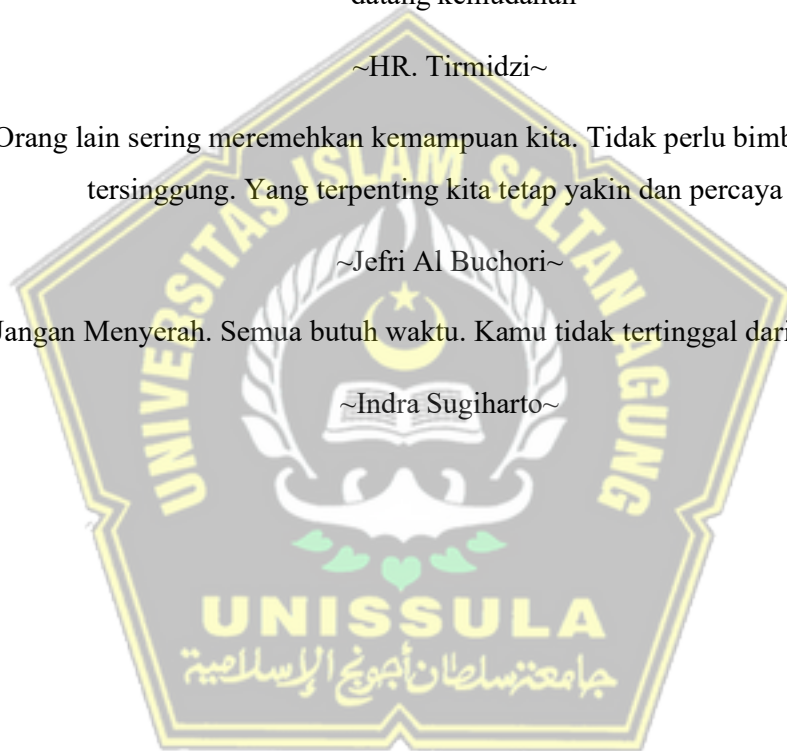 datang kemudahan
~HR. Tirmidzi~
Orang lain sering meremehkan kemampuan kita. Tidak perlu
tersinggung. Yang terpenting kita tetap yakin dan percaya
~Jefri Al Buchori~
Jangan Menyerah. Semua butuh waktu. Kamu tidak tertinggal dari
~Indra Sugiharto~
UNIVERSITAS ISLAM SULTAN AGUNG
UNISSULA
جامعة سلطان أجونج الإسلامية